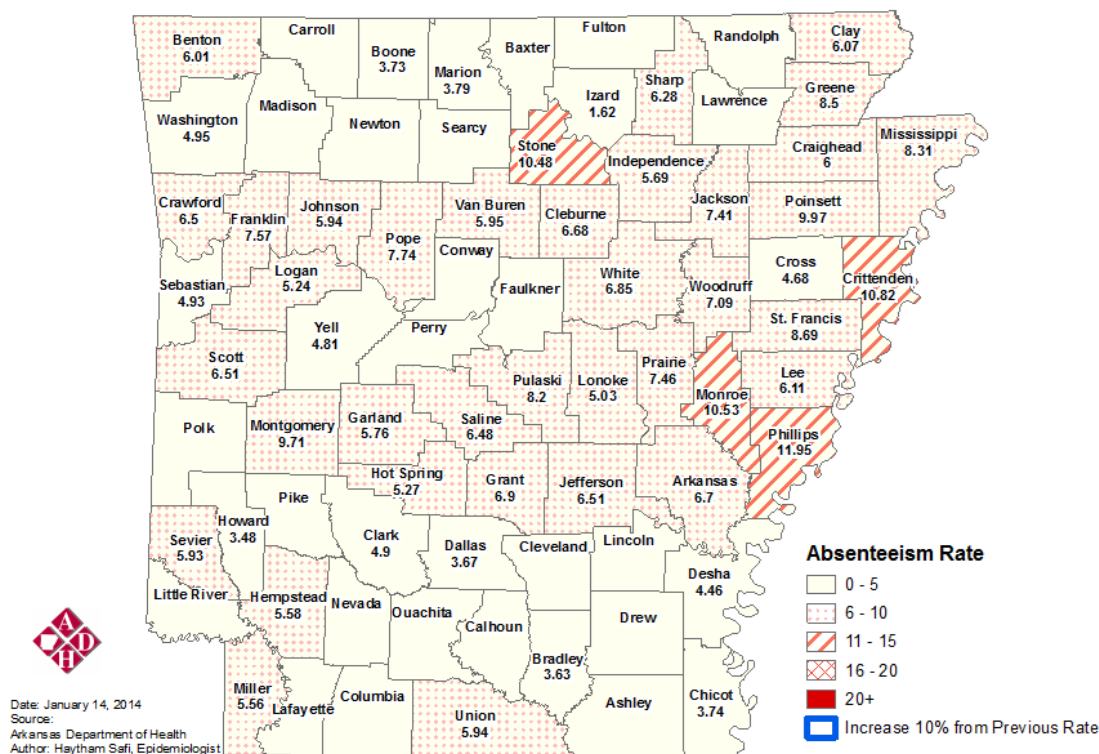 Benton
6.01
Carroll
Boone
3.73
Marion
3.79
Baxter
Fulton
Sharp
6.28
Randolph
Clay
6.07
Washington
4.95
Madison
Newton
Searcy
Izard
1.62
Lawrence
Greene
8.5
Stone
10.48
Independence
5.69
Craighead
6
Mississippi
8.31
Crawford
6.5
Franklin
7.57
Johnson
5.94
Pope
7.74
Van Buren
5.95
Cleburne
6.68
Jackson
7.41
Poinsett
9.97
Sebastian
4.93
Logan
5.24
Conway
Faulkner
White
6.85
Woodruff
7.09
Cross
4.68
Crittenden
10.82
Scott
6.51
Yell
4.81
Perry
St. Francis
8.69
Pulaski
8.2
Lonoke
5.03
Prairie
7.46
Monroe
10.53
Lee
6.11
Polk
Montgomery
9.71
Garland
5.76
Saline
6.48
Phillips
11.95
Hot Spring
5.27
Grant
6.9
Jefferson
6.51
Arkansas
6.7
Sevier
5.93
Howard
3.48
Pike
Clark
4.9
Dallas
3.67
Cleveland
Lincoln
Desha
4.46
Little River
Hempstead
5.58
Nevada
Ouachita
Calhoun
Drew
Bradley
3.63
Miller
5.56
Lafayette
Columbia
Union
5.94
Ashley
Chicot
3.74
Absenteeism Rate
0 - 5
6 - 10
11 - 15
16 - 20
20+
Increase 10% from Previous Rate
A
D
H
Date: January 14, 2014
Source:
Arkansas Department of Health
Author: Haytham Safi, Epidemiologist